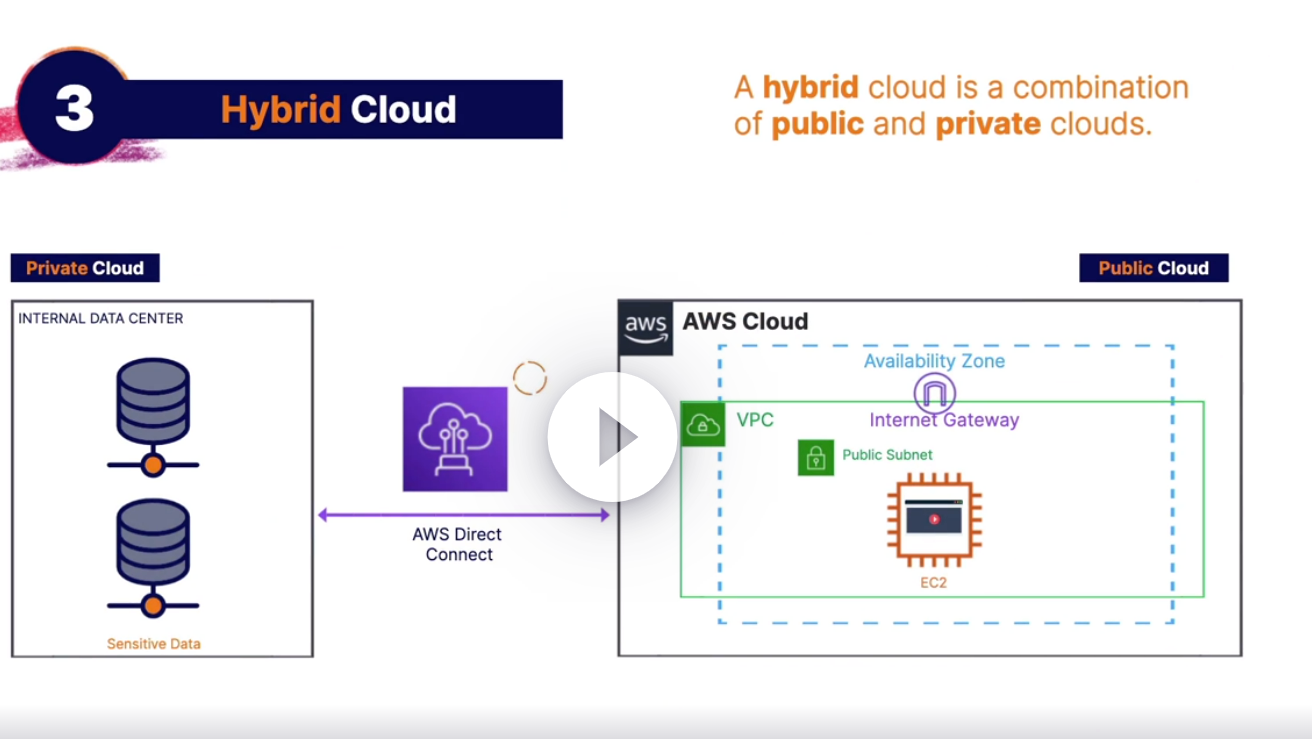 3
Hybrid Cloud
A hybrid cloud is a combination
of public and private clouds.
Private Cloud
Public Cloud
INTERNAL DATA CENTER
Sensitive Data
AWS Direct
Connect
aws
AWS Cloud
Availability Zone
VPC
Internet Gateway
Public Subnet
EC2